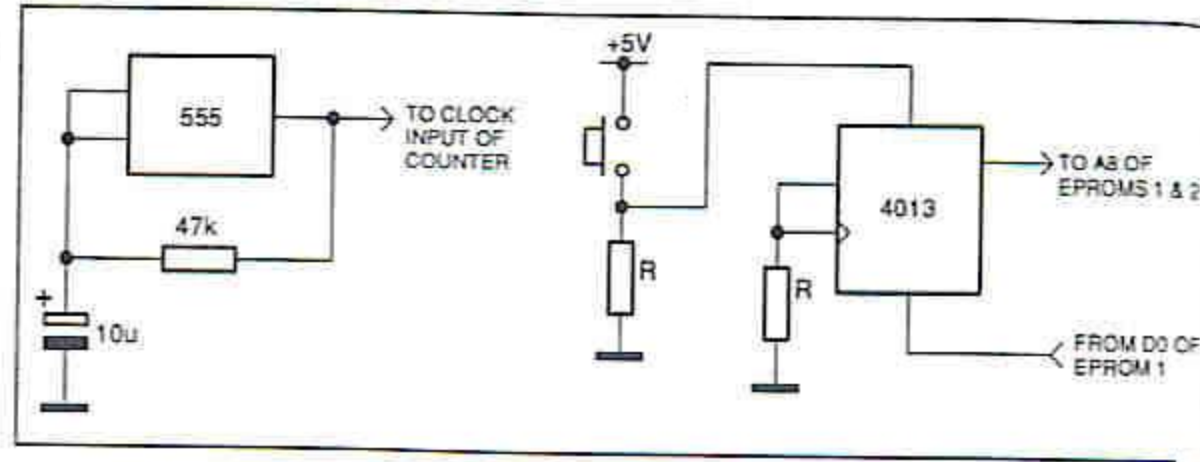 555
TO CLOCK
INPUT OF
COUNTER
47k
+
10u
+5V
R
4013
R
TO A8 OF
EPROMS 1 & 2
FROM D0 OF
EPROM 1